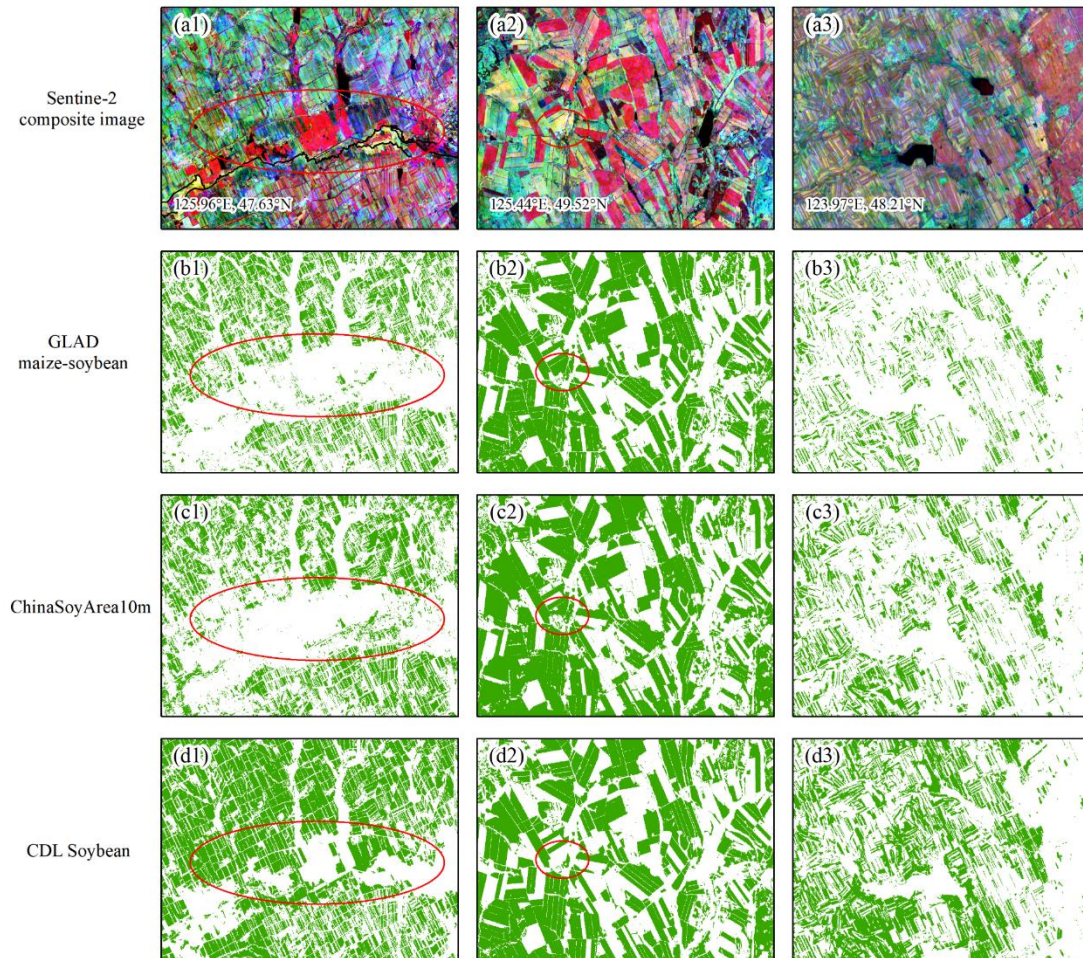 (a1)
(a2)
(a3)
Sentine-2
composite image
125.96°E, 47.63°N
125.44°E, 49.52°N
123.97°E, 48.21°N
(b1)
(b2)
(b3)
GLAD
maize-soybean
(c1)
(c2)
(c3)
ChinaSoyArea10m
(d1)
(d2)
(d3)
CDL Soybean